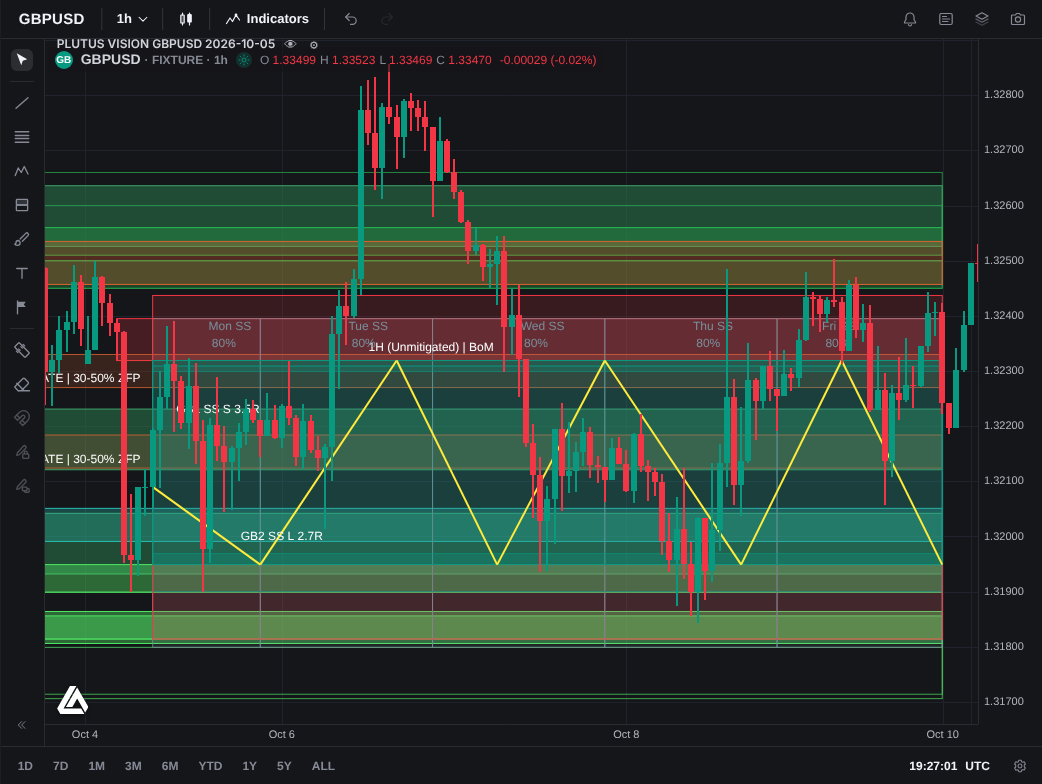 GBPUSD 1h Indicators
PLUTUS VISION GBPUSD 2026-10-05
GB GBPUSD · FIXTURE · 1h O 1.33499 H 1.33523 L 1.33469 C 1.33470 -0.00029 (-0.02%)
1.32800
1.32700
1.32600
1.32500
1.32400
1.32300
1.32200
1.32100
1.32000
1.31900
1.31800
1.31700
Mon SS Tue SS Wed SS Thu SS Fri
80% 80% 80% 80% 80
1H (Unmitigated) | BoM
ATE | 30-50% ZFP
SS S 3.5R
ATE | 30-50% ZFP
GB2 SS L 2.7R
Oct 4 Oct 6 Oct 8 Oct 10
1D 7D 1M 3M 6M YTD 1Y 5Y ALL 19:27:01 UTC